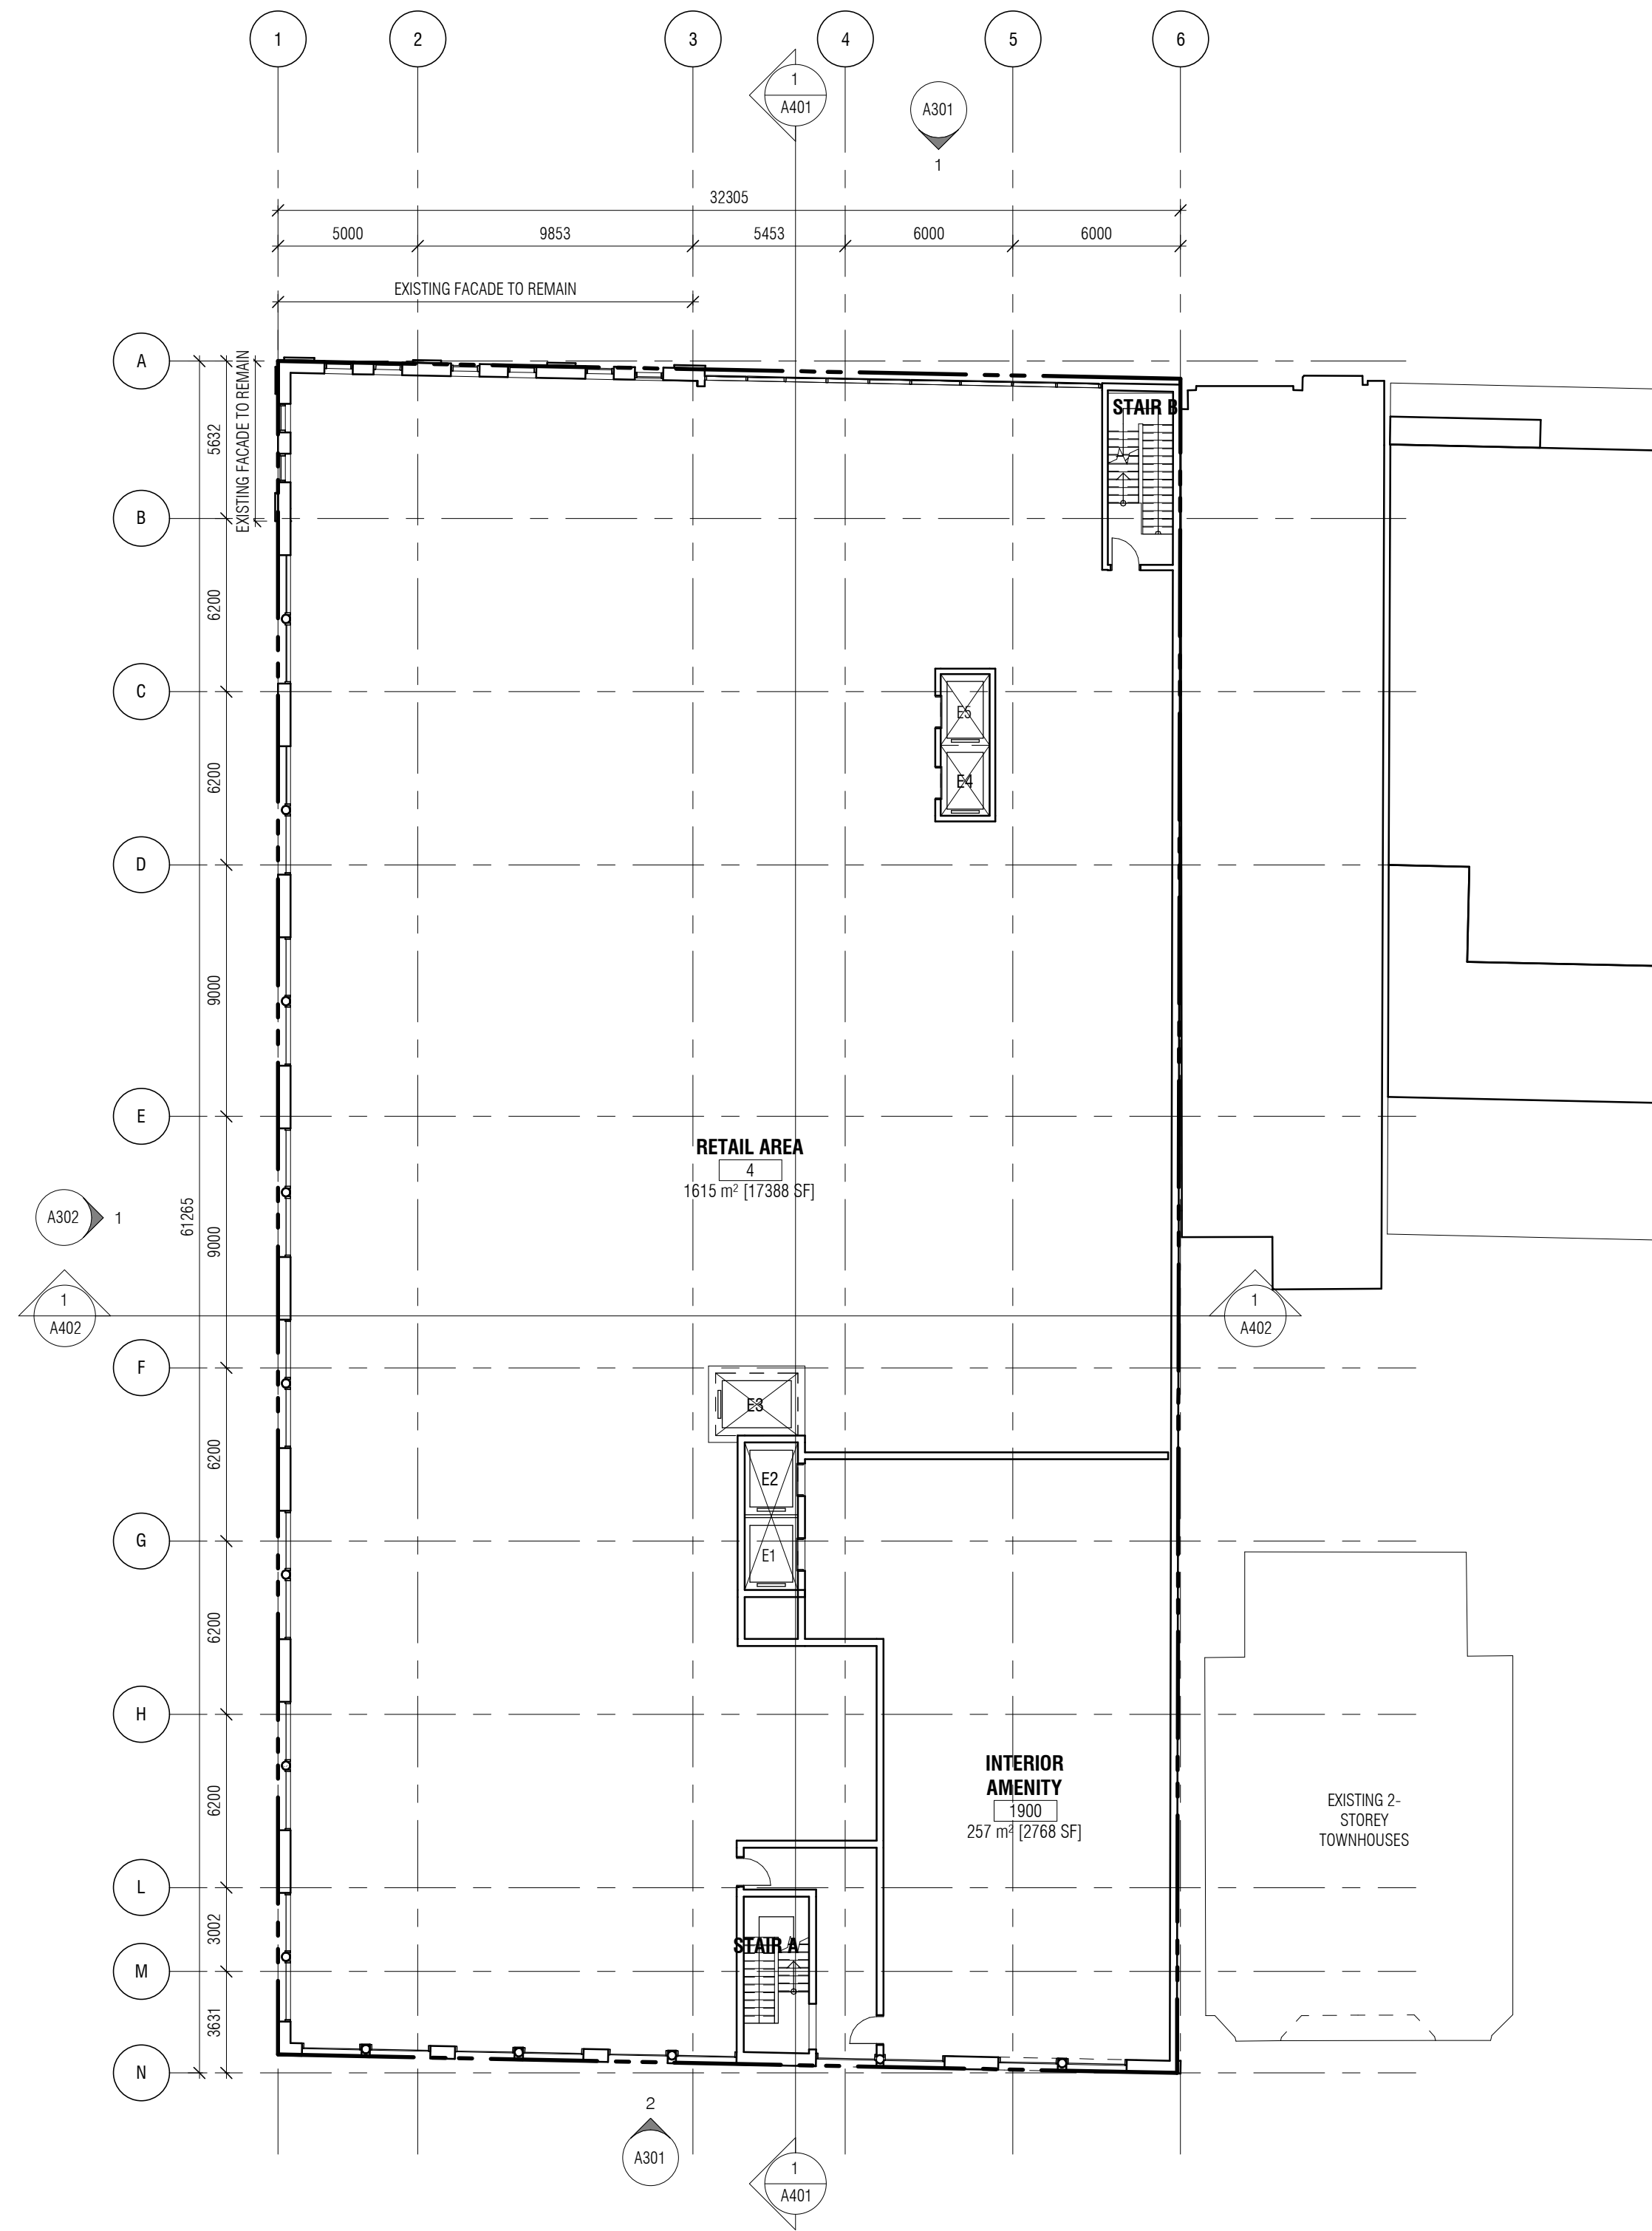 1 2 3 4 5 6
1
A401
A301
1
32305
5000 9853 5453 6000 6000
EXISTING FACADE TO REMAIN
A
EXISTING FACADE TO REMAIN
STAIR B
5632
B
6200
C
E5
6200
E4
D
9000
E
RETAIL AREA
4
1615 m² [17388 SF]
61265
A302 1
9000
1
A402
1
A402
F
E3
6200
E2
G
E1
6200
H
INTERIOR
AMENITY
1900
257 m² [2768 SF]
6200
EXISTING 2-
STOREY
TOWNHOUSES
L
3002
STAIR A
M
3631
N
2
A301
1
A401